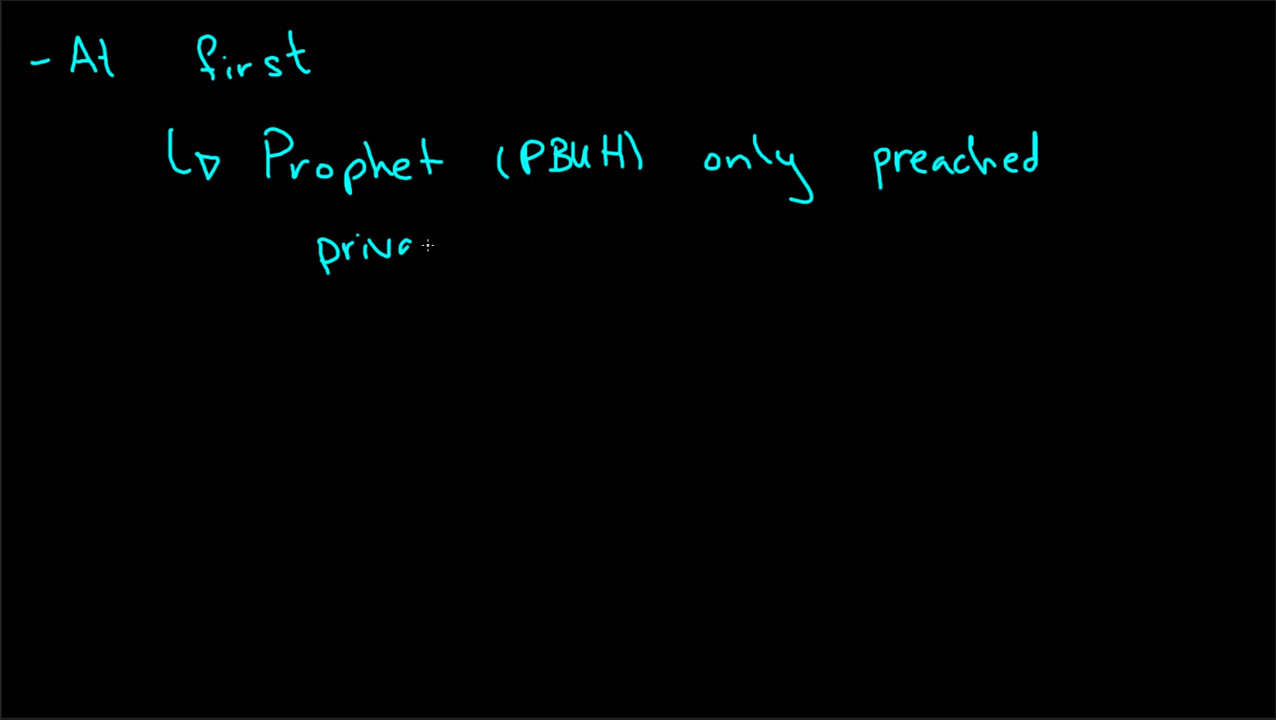 - At first
↳ Prophet (PBUH) only preached
priva